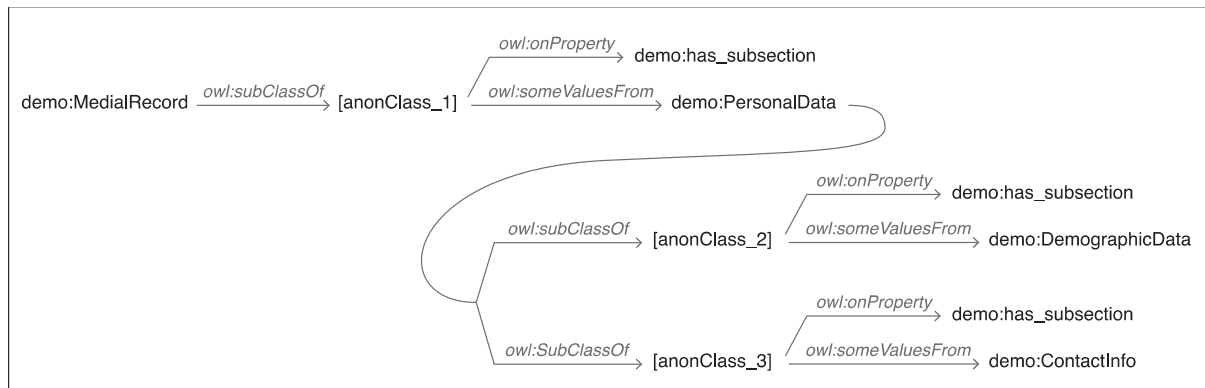 owl:onProperty
demo:has_subsection
demo:MedialRecord owl:subClassOf [anonClass_1] owl:someValuesFrom demo:PersonalData
owl:onProperty
demo:has_subsection
owl:subClassOf [anonClass_2] owl:someValuesFrom demo:DemographicData
owl:onProperty
demo:has_subsection
owl:SubClassOf [anonClass_3] owl:someValuesFrom demo:ContactInfo